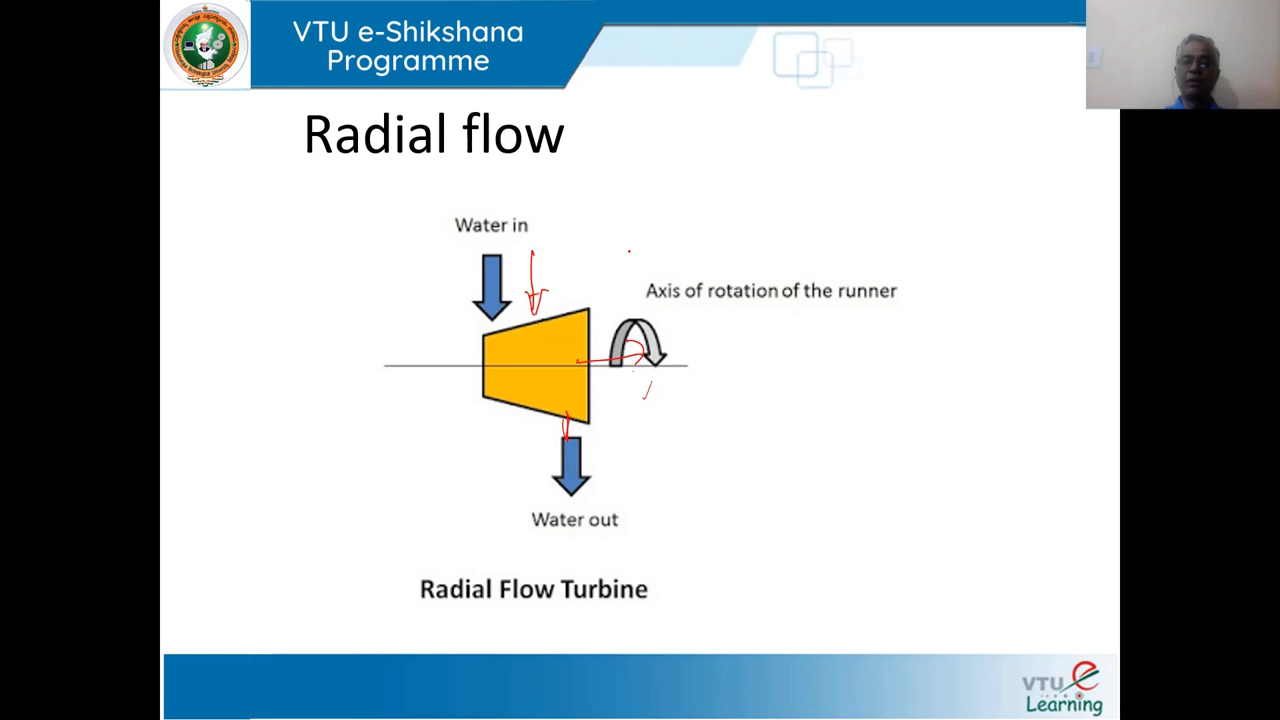 VTU e-Shikshana
Programme
Radial flow
Water in
Axis of rotation of the runner
Water out
Radial Flow Turbine
VTU e
Learning